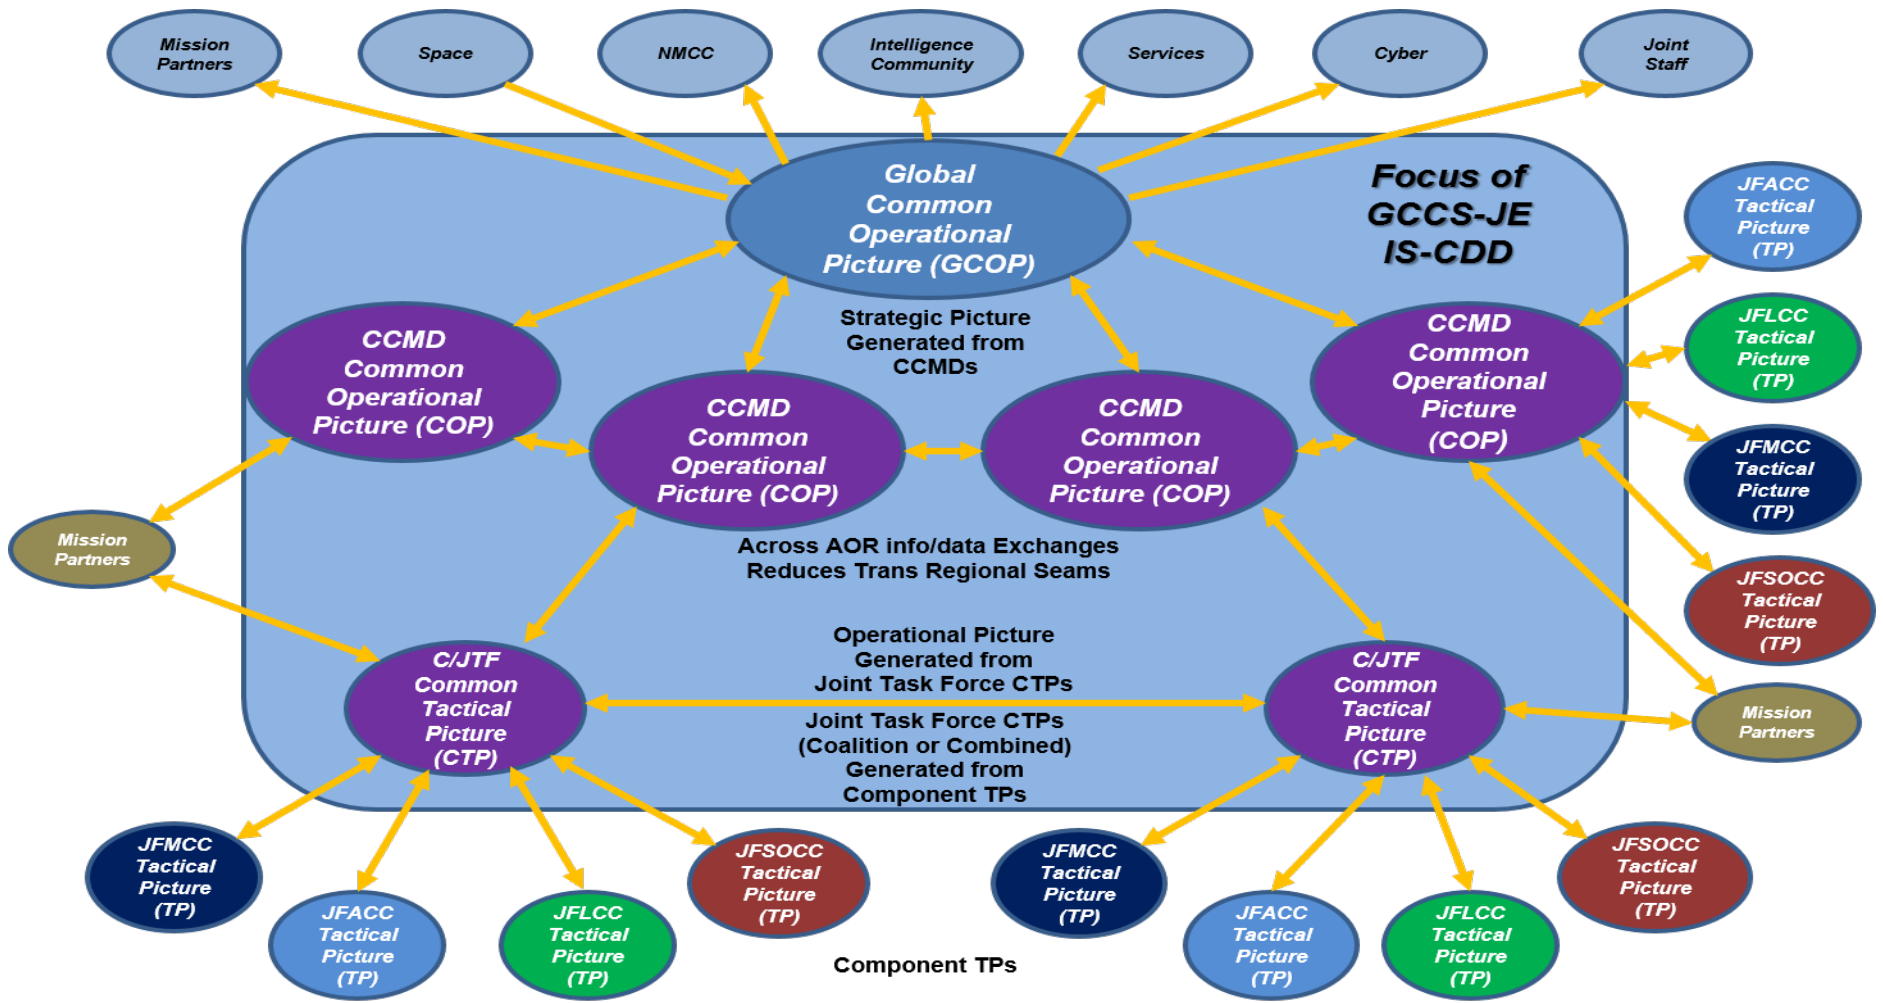 Mission
Partners
Space
NMCC
Intelligence
Community
Services
Cyber
Joint
Staff
Global
Common
Operational
Picture (GCOP)
Focus of
GCCS-JE
IS-CDD
JFACC
Tactical
Picture
(TP)
Strategic Picture
Generated from
CCMDs
CCMD
Common
Operational
Picture (COP)
CCMD
Common
Operational
Picture (COP)
CCMD
Common
Operational
Picture (COP)
CCMD
Common
Operational
Picture
(COP)
JFLCC
Tactical
Picture
(TP)
JFMCC
Tactical
Picture
(TP)
Mission
Partners
Across AOR info/data Exchanges
Reduces Trans Regional Seams
JFSOCC
Tactical
Picture
(TP)
Operational Picture
Generated from
Joint Task Force CTPs
C/JTF
Common
Tactical
Picture
(CTP)
C/JTF
Common
Tactical
Picture
(CTP)
Mission
Partners
Joint Task Force CTPs
(Coalition or Combined)
Generated from
Component TPs
JFMCC
Tactical
Picture
(TP)
JFACC
Tactical
Picture
(TP)
JFLCC
Tactical
Picture
(TP)
JFSOCC
Tactical
Picture
(TP)
Component TPs
JFMCC
Tactical
Picture
(TP)
JFACC
Tactical
Picture
(TP)
JFLCC
Tactical
Picture
(TP)
JFSOCC
Tactical
Picture
(TP)